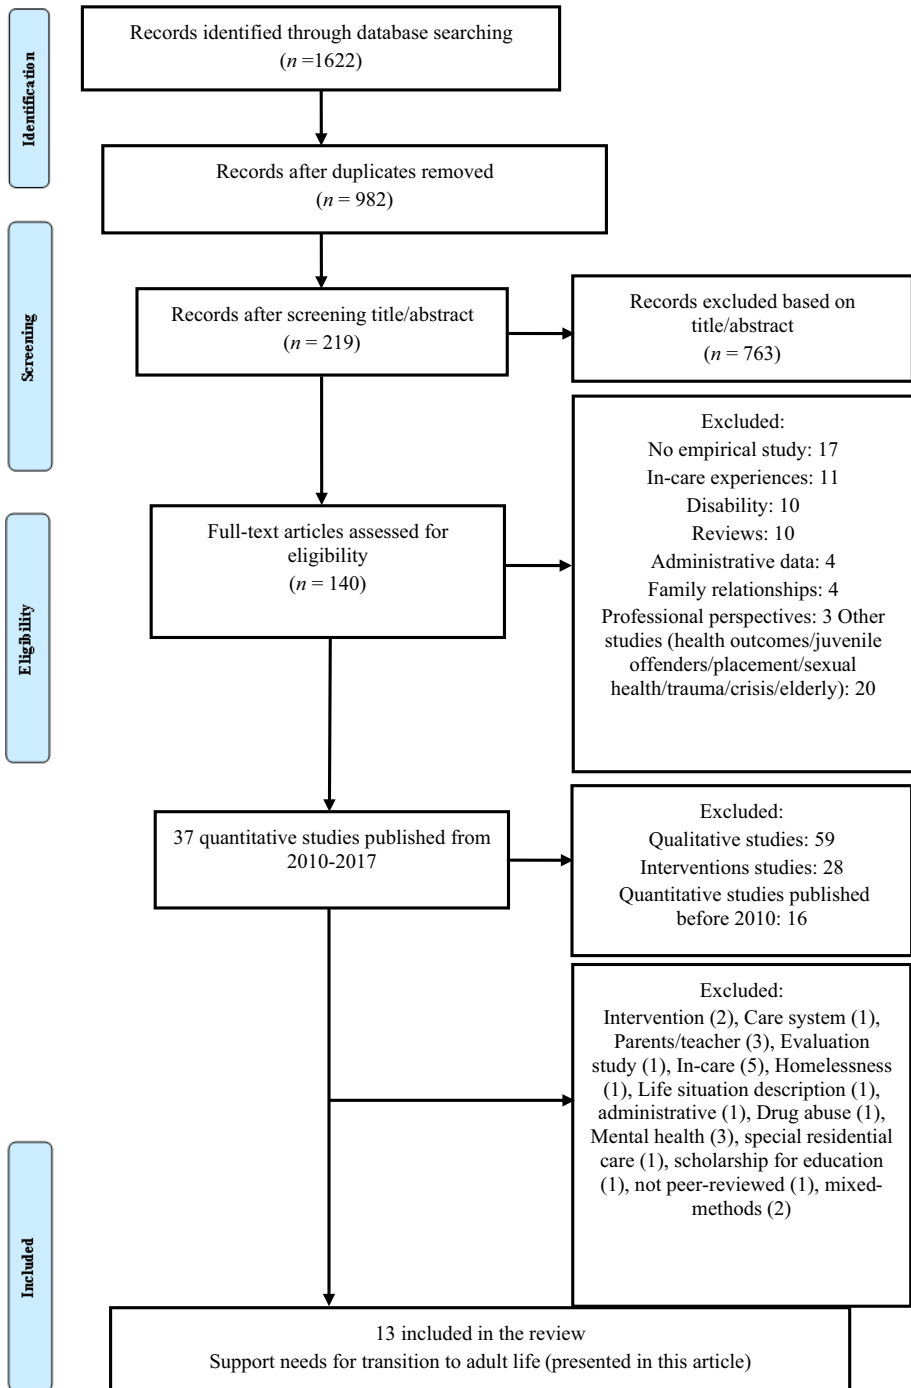 Identification
Records identified through database searching
(n =1622)
Records after duplicates removed
(n = 982)
Screening
Records after screening title/abstract
(n = 219)
Records excluded based on
title/abstract
(n = 763)
Eligibility
Full-text articles assessed for
eligibility
(n = 140)
Excluded:
No empirical study: 17
In-care experiences: 11
Disability: 10
Reviews: 10
Administrative data: 4
Family relationships: 4
Professional perspectives: 3 Other
studies (health outcomes/juvenile
offenders/placement/sexual
health/trauma/crisis/elderly): 20
37 quantitative studies published from
2010-2017
Excluded:
Qualitative studies: 59
Interventions studies: 28
Quantitative studies published
before 2010: 16
Excluded:
Intervention (2), Care system (1),
Parents/teacher (3), Evaluation
study (1), In-care (5), Homelessness
(1), Life situation description (1),
administrative (1), Drug abuse (1),
Mental health (3), special residential
care (1), scholarship for education
(1), not peer-reviewed (1), mixed-
methods (2)
Included
13 included in the review
Support needs for transition to adult life (presented in this article)